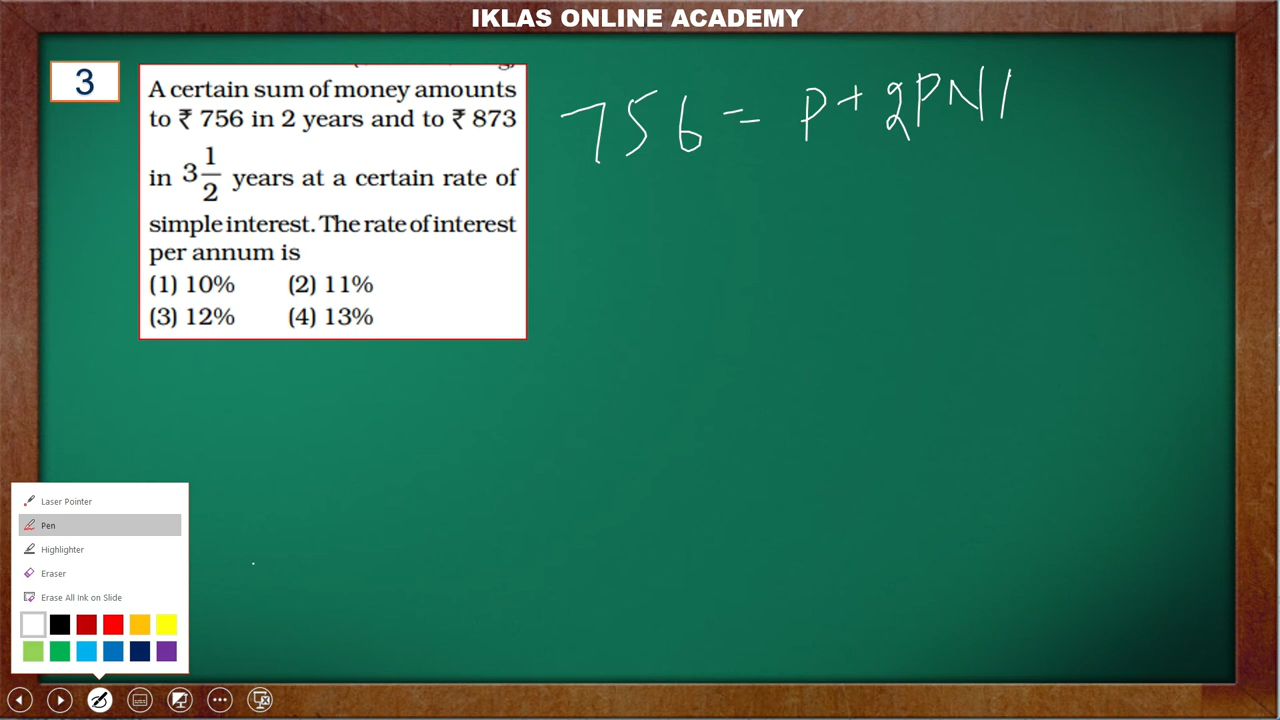 IKLAS ONLINE ACADEMY
3
A certain sum of money amounts
to ₹ 756 in 2 years and to ₹ 873
in 3 1/2 years at a certain rate of
simple interest. The rate of interest
per annum is
(1) 10% (2) 11%
(3) 12% (4) 13%
756 = P + 2PN
Laser Pointer
Pen
Highlighter
Eraser
Erase All Ink on Slide